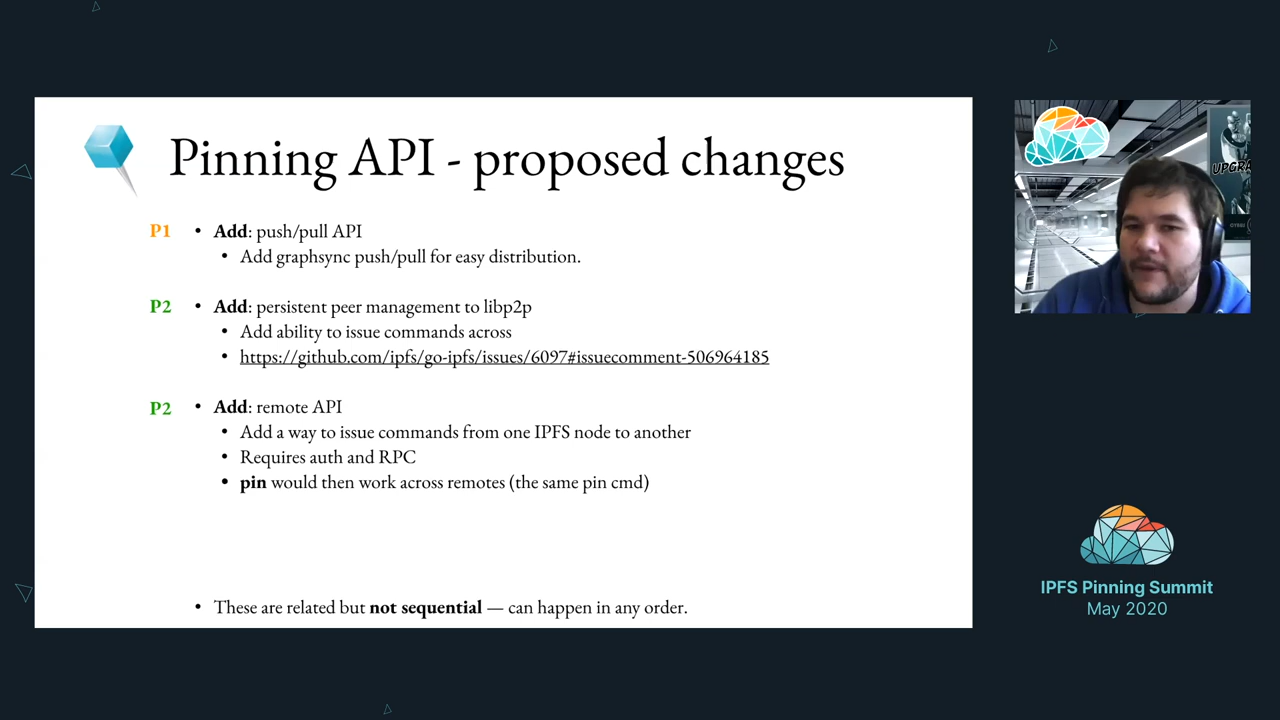 Pinning API - proposed changes
P1 • Add: push/pull API
• Add graphsync push/pull for easy distribution.
P2 • Add: persistent peer management to libp2p
• Add ability to issue commands across
• https://github.com/ipfs/go-ipfs/issues/6097#issuecomment-506964185
P2 • Add: remote API
• Add a way to issue commands from one IPFS node to another
• Requires auth and RPC
• pin would then work across remotes (the same pin cmd)
• These are related but not sequential — can happen in any order.
IPFS Pinning Summit
May 2020